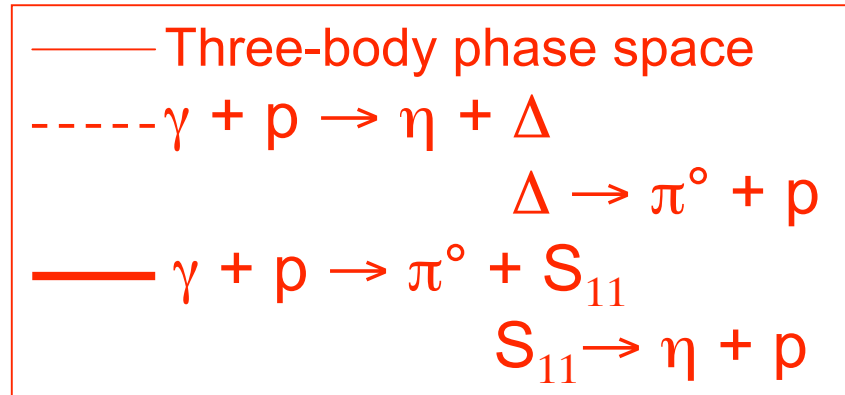 Three-body phase space
γ + p → η + Δ
Δ → π° + p
γ + p → π° + S₁₁
S₁₁ → η + p